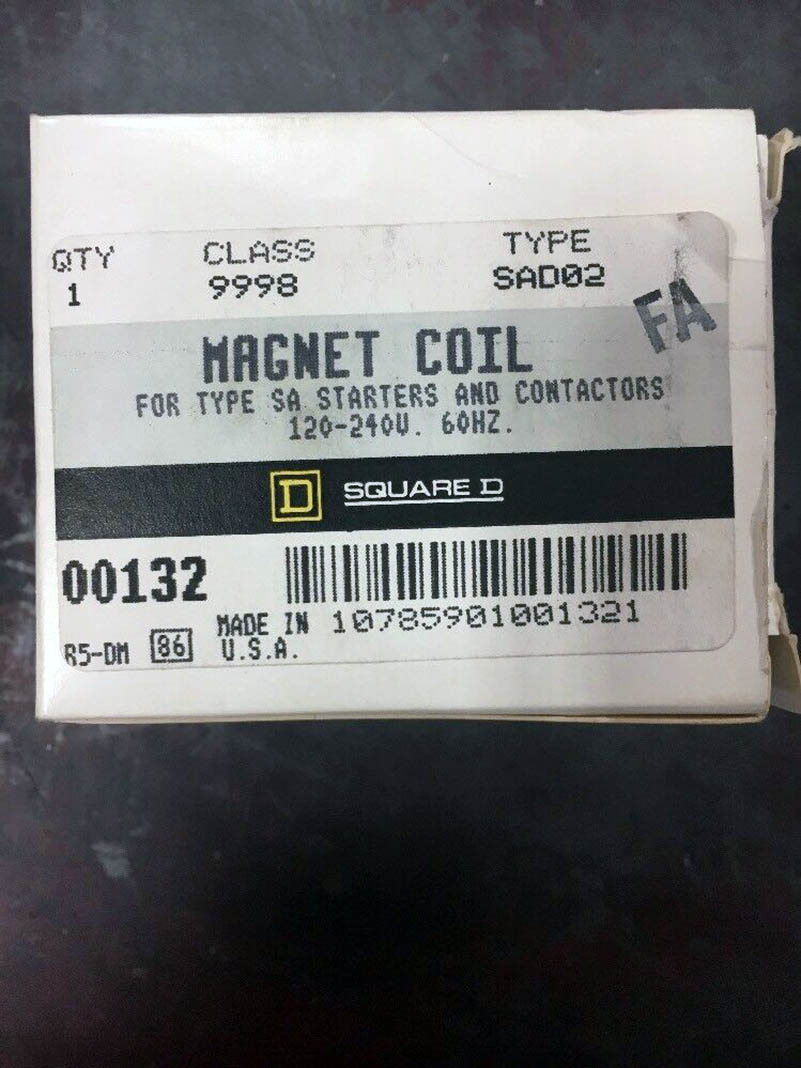 QTY CLASS TYPE
1 9998 SAD02
FA
MAGNET COIL
FOR TYPE SA STARTERS AND CONTACTORS
120-240V. 60HZ.
D SQUARE D
00132
MADE IN 10785901001321
R5-DM 86 U.S.A.